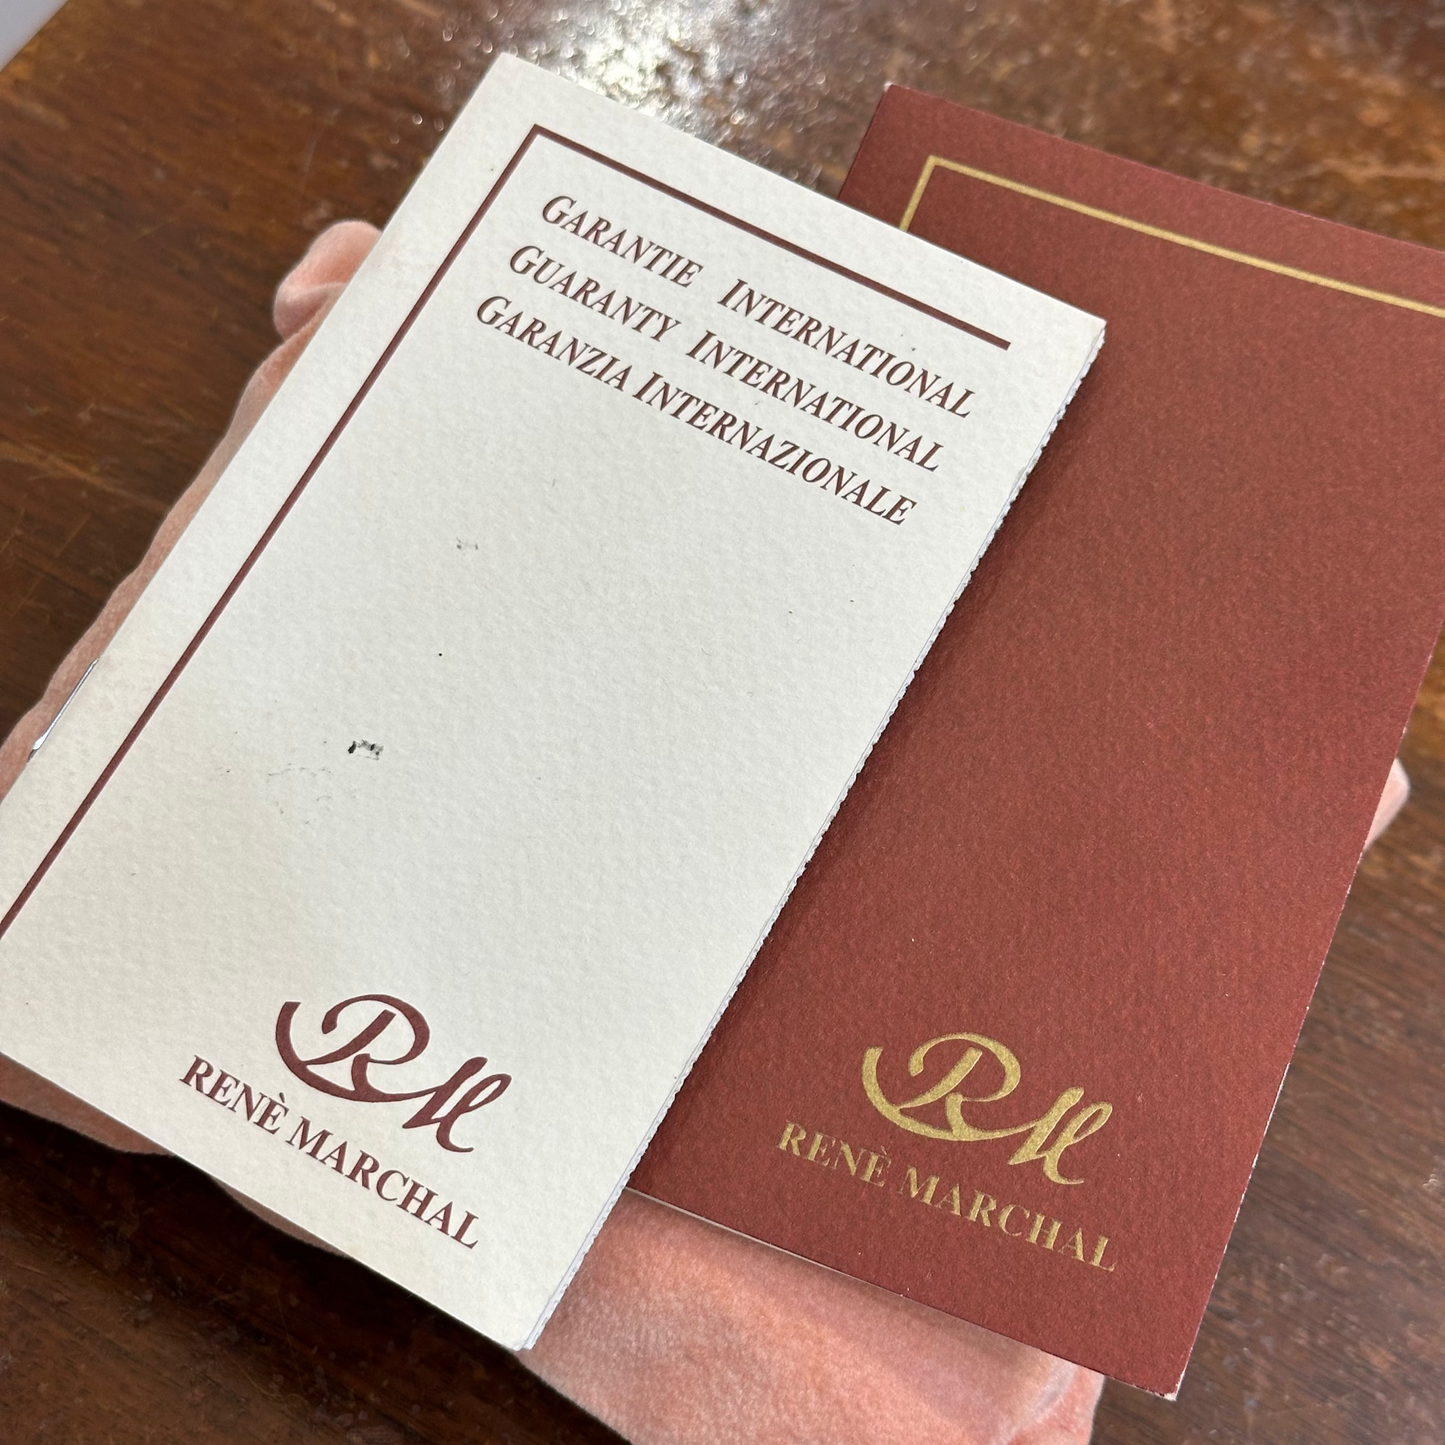 GARANTIE INTERNATIONAL
GUARANTY INTERNATIONAL
GARANZIA INTERNAZIONALE
RM
RENÈ MARCHAL
RM
RENÈ MARCHAL